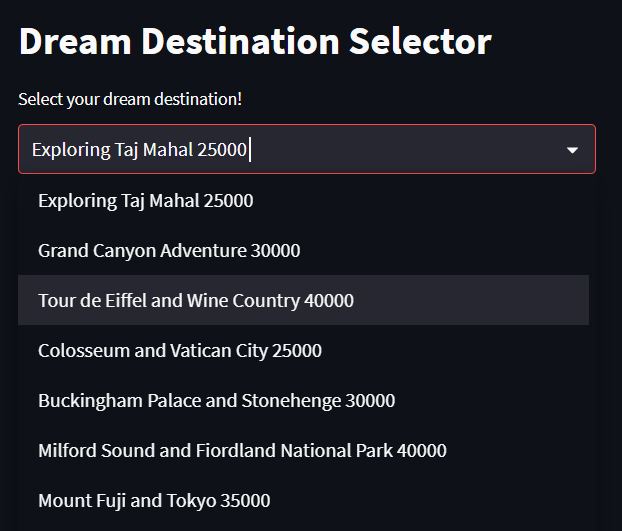 Dream Destination Selector
Select your dream destination!
Exploring Taj Mahal 25000
Exploring Taj Mahal 25000
Grand Canyon Adventure 30000
Tour de Eiffel and Wine Country 40000
Colosseum and Vatican City 25000
Buckingham Palace and Stonehenge 30000
Milford Sound and Fiordland National Park 40000
Mount Fuji and Tokyo 35000